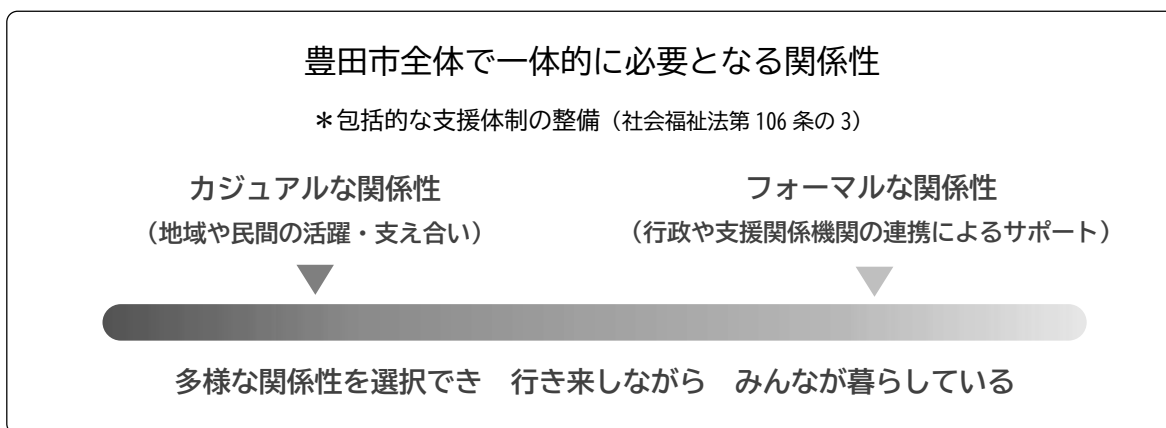 豊田市全体で一体的に必要となる関係性
＊包括的な支援体制の整備（社会福祉法第 106 条の 3）
カジュアルな関係性
（地域や民間の活躍・支え合い）
フォーマルな関係性
（行政や支援関係機関の連携によるサポート）
多様な関係性を選択でき　行き来しながら　みんなが暮らしている